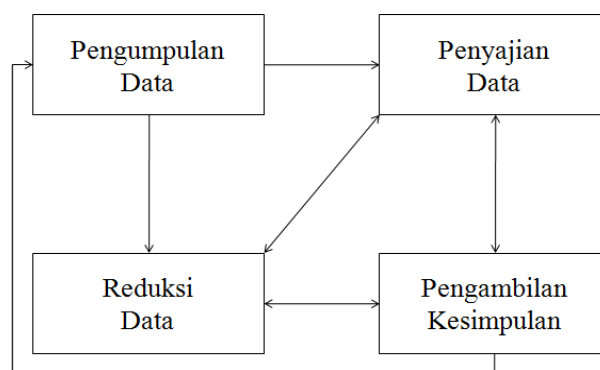 Pengumpulan
Data
Penyajian
Data
Reduksi
Data
Pengambilan
Kesimpulan